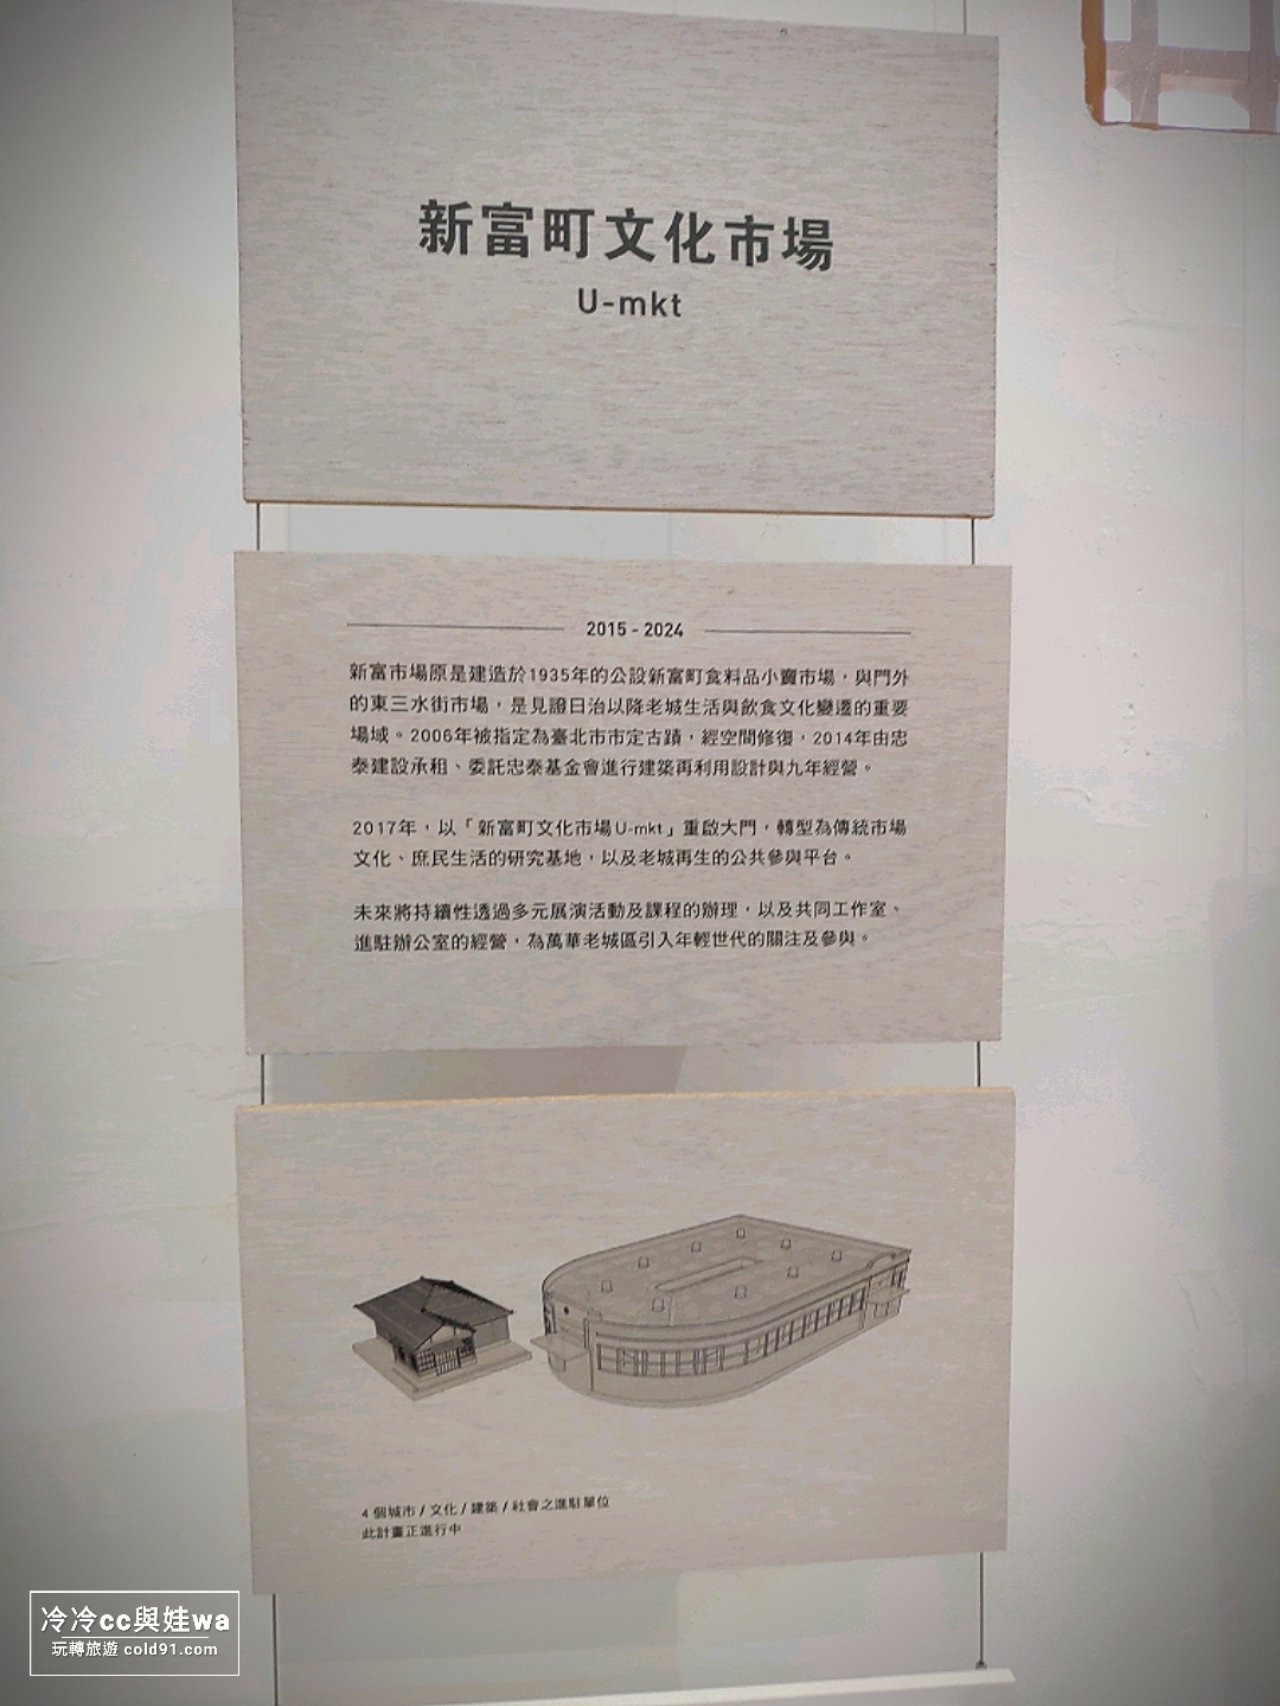 新富町文化市場
U-mkt
2015 - 2024
新富市場原是建造於1935年的公設新富町食料品小賣市場，與門外
的東三水街市場，是見證日治以降老城生活與飲食文化變遷的重要
場域。2006年被指定為臺北市市定古蹟，經空間修復，2014年由忠
泰建設承租、委託忠泰基金會進行建築再利用設計與九年經營。
2017年，以「新富町文化市場U-mkt」重啟大門，轉型為傳統市場
文化、庶民生活的研究基地，以及老城再生的公共參與平台。
未來將持續性透過多元展演活動及課程的辦理，以及共同工作室、
進駐辦公室的經營，為萬華老城區引入年輕世代的關注及參與。
4 個城市 / 文化 / 建築 / 社會之進駐單位
此計畫正進行中
冷冷cc與娃wa
玩轉旅遊 cold91.com